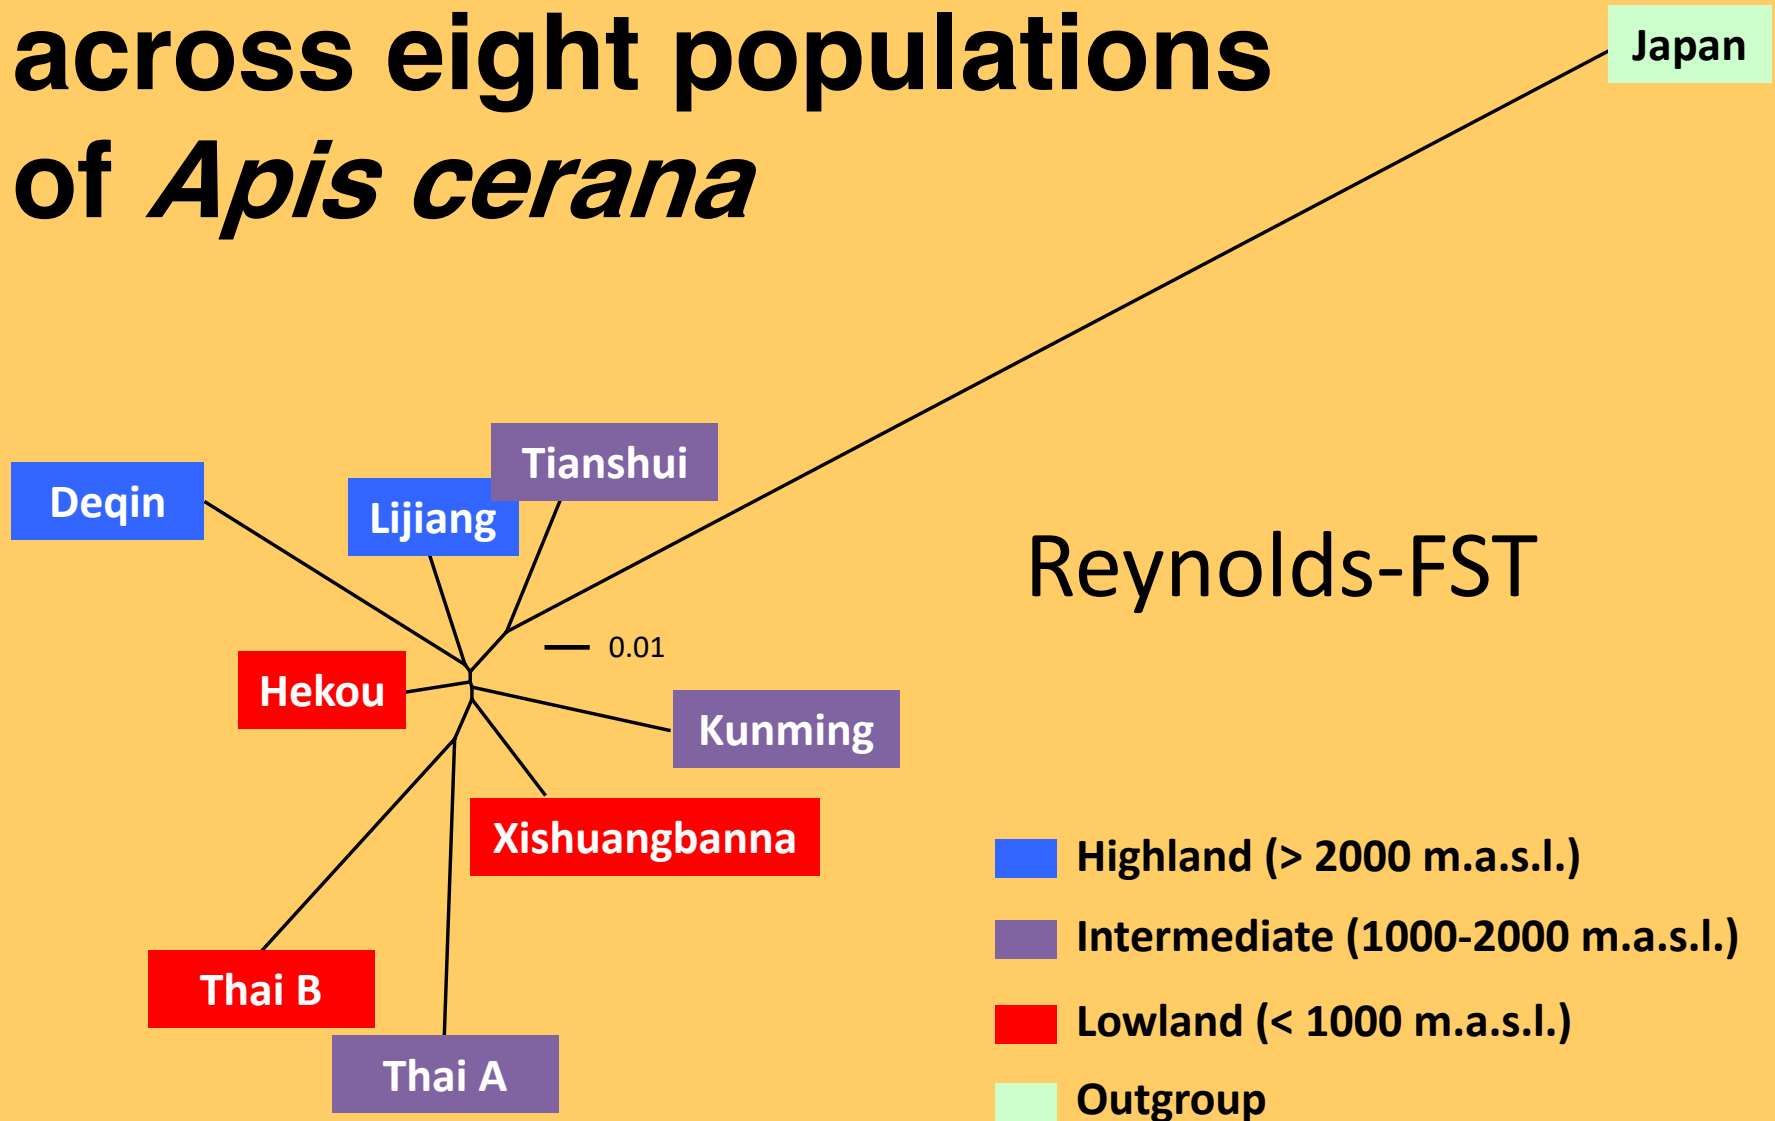 across eight populations
of Apis cerana
Japan
Tianshui
Deqin
Lijiang
Reynolds-FST
0.01
Hekou
Kunming
Xishuangbanna
Thai B
Thai A
Highland (> 2000 m.a.s.l.)
Intermediate (1000-2000 m.a.s.l.)
Lowland (< 1000 m.a.s.l.)
Outgroup